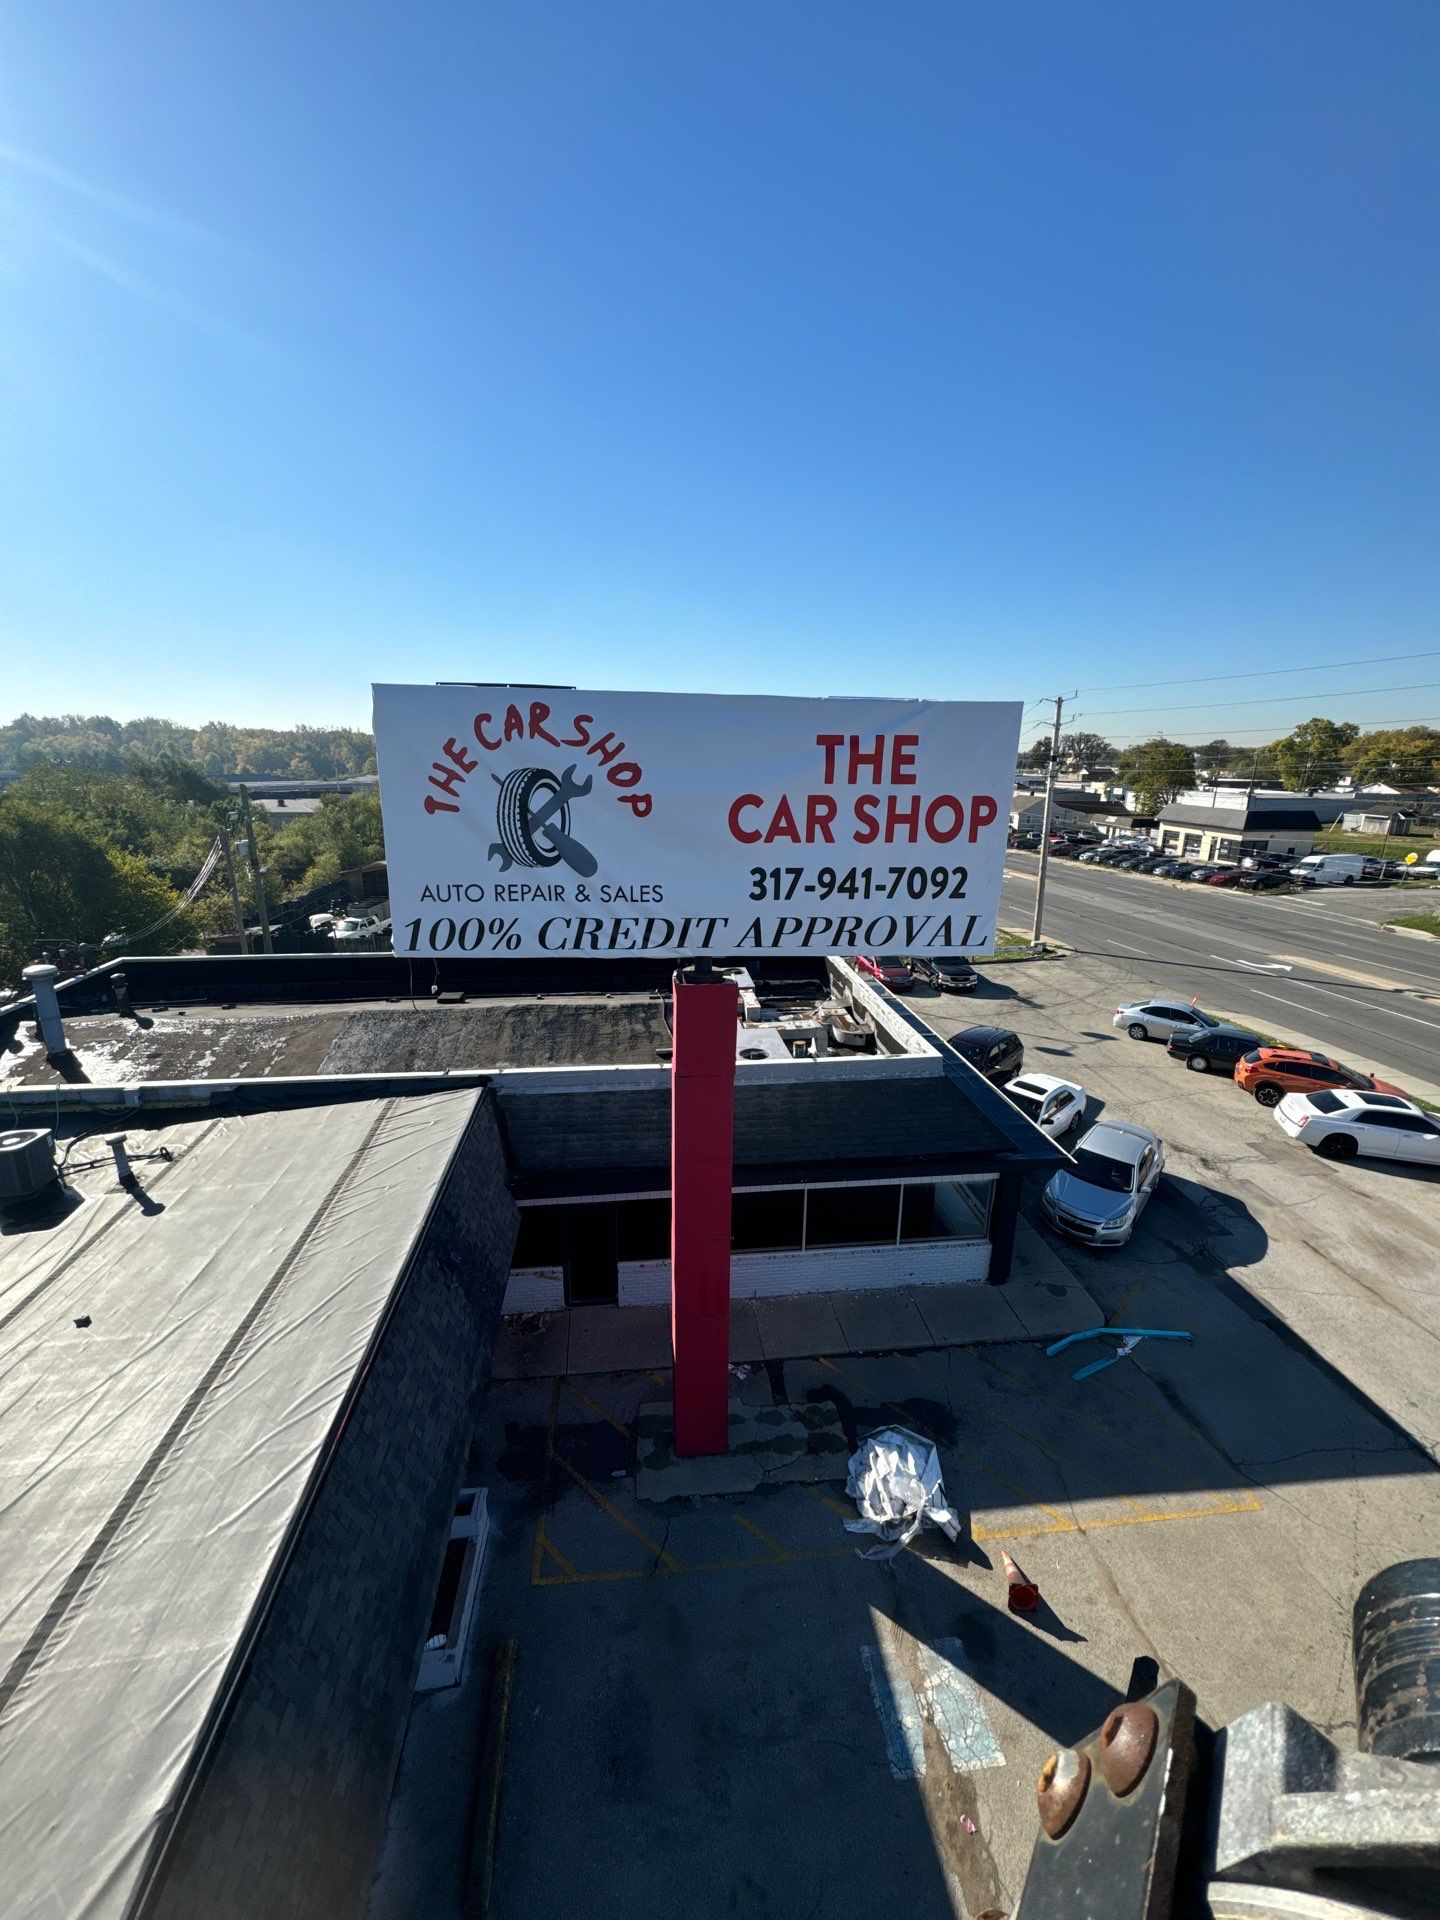 THE CAR SHOP
AUTO REPAIR & SALES
THE
CAR SHOP
317-941-7092
100% CREDIT APPROVAL